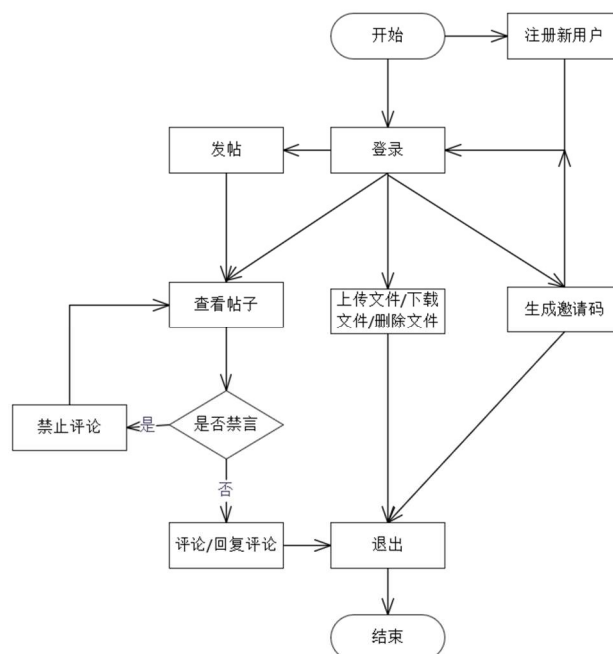 开始
注册新用户
发帖
登录
查看帖子
上传文件/下载
文件/删除文件
生成邀请码
禁止评论
是
是否禁言
否
评论/回复评论
退出
结束